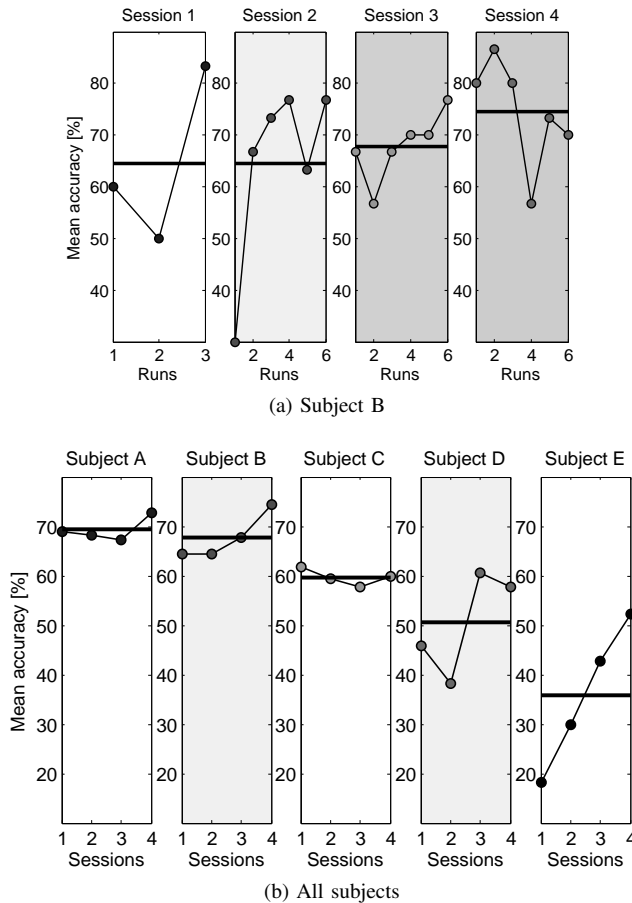 Session 1 Session 2 Session 3 Session 4
Mean accuracy [%]
80 80 80 80
70 70 70 70
60 60 60 60
50 50 50 50
40 40 40 40
1 2 3 2 4 6 2 4 6 2 4 6
Runs Runs Runs Runs
(a) Subject B
Subject A Subject B Subject C Subject D Subject E
Mean accuracy [%]
70 70 70 70 70
60 60 60 60 60
50 50 50 50 50
40 40 40 40 40
30 30 30 30 30
20 20 20 20 20
1 2 3 4 1 2 3 4 1 2 3 4 1 2 3 4 1 2 3 4
Sessions Sessions Sessions Sessions Sessions
(b) All subjects